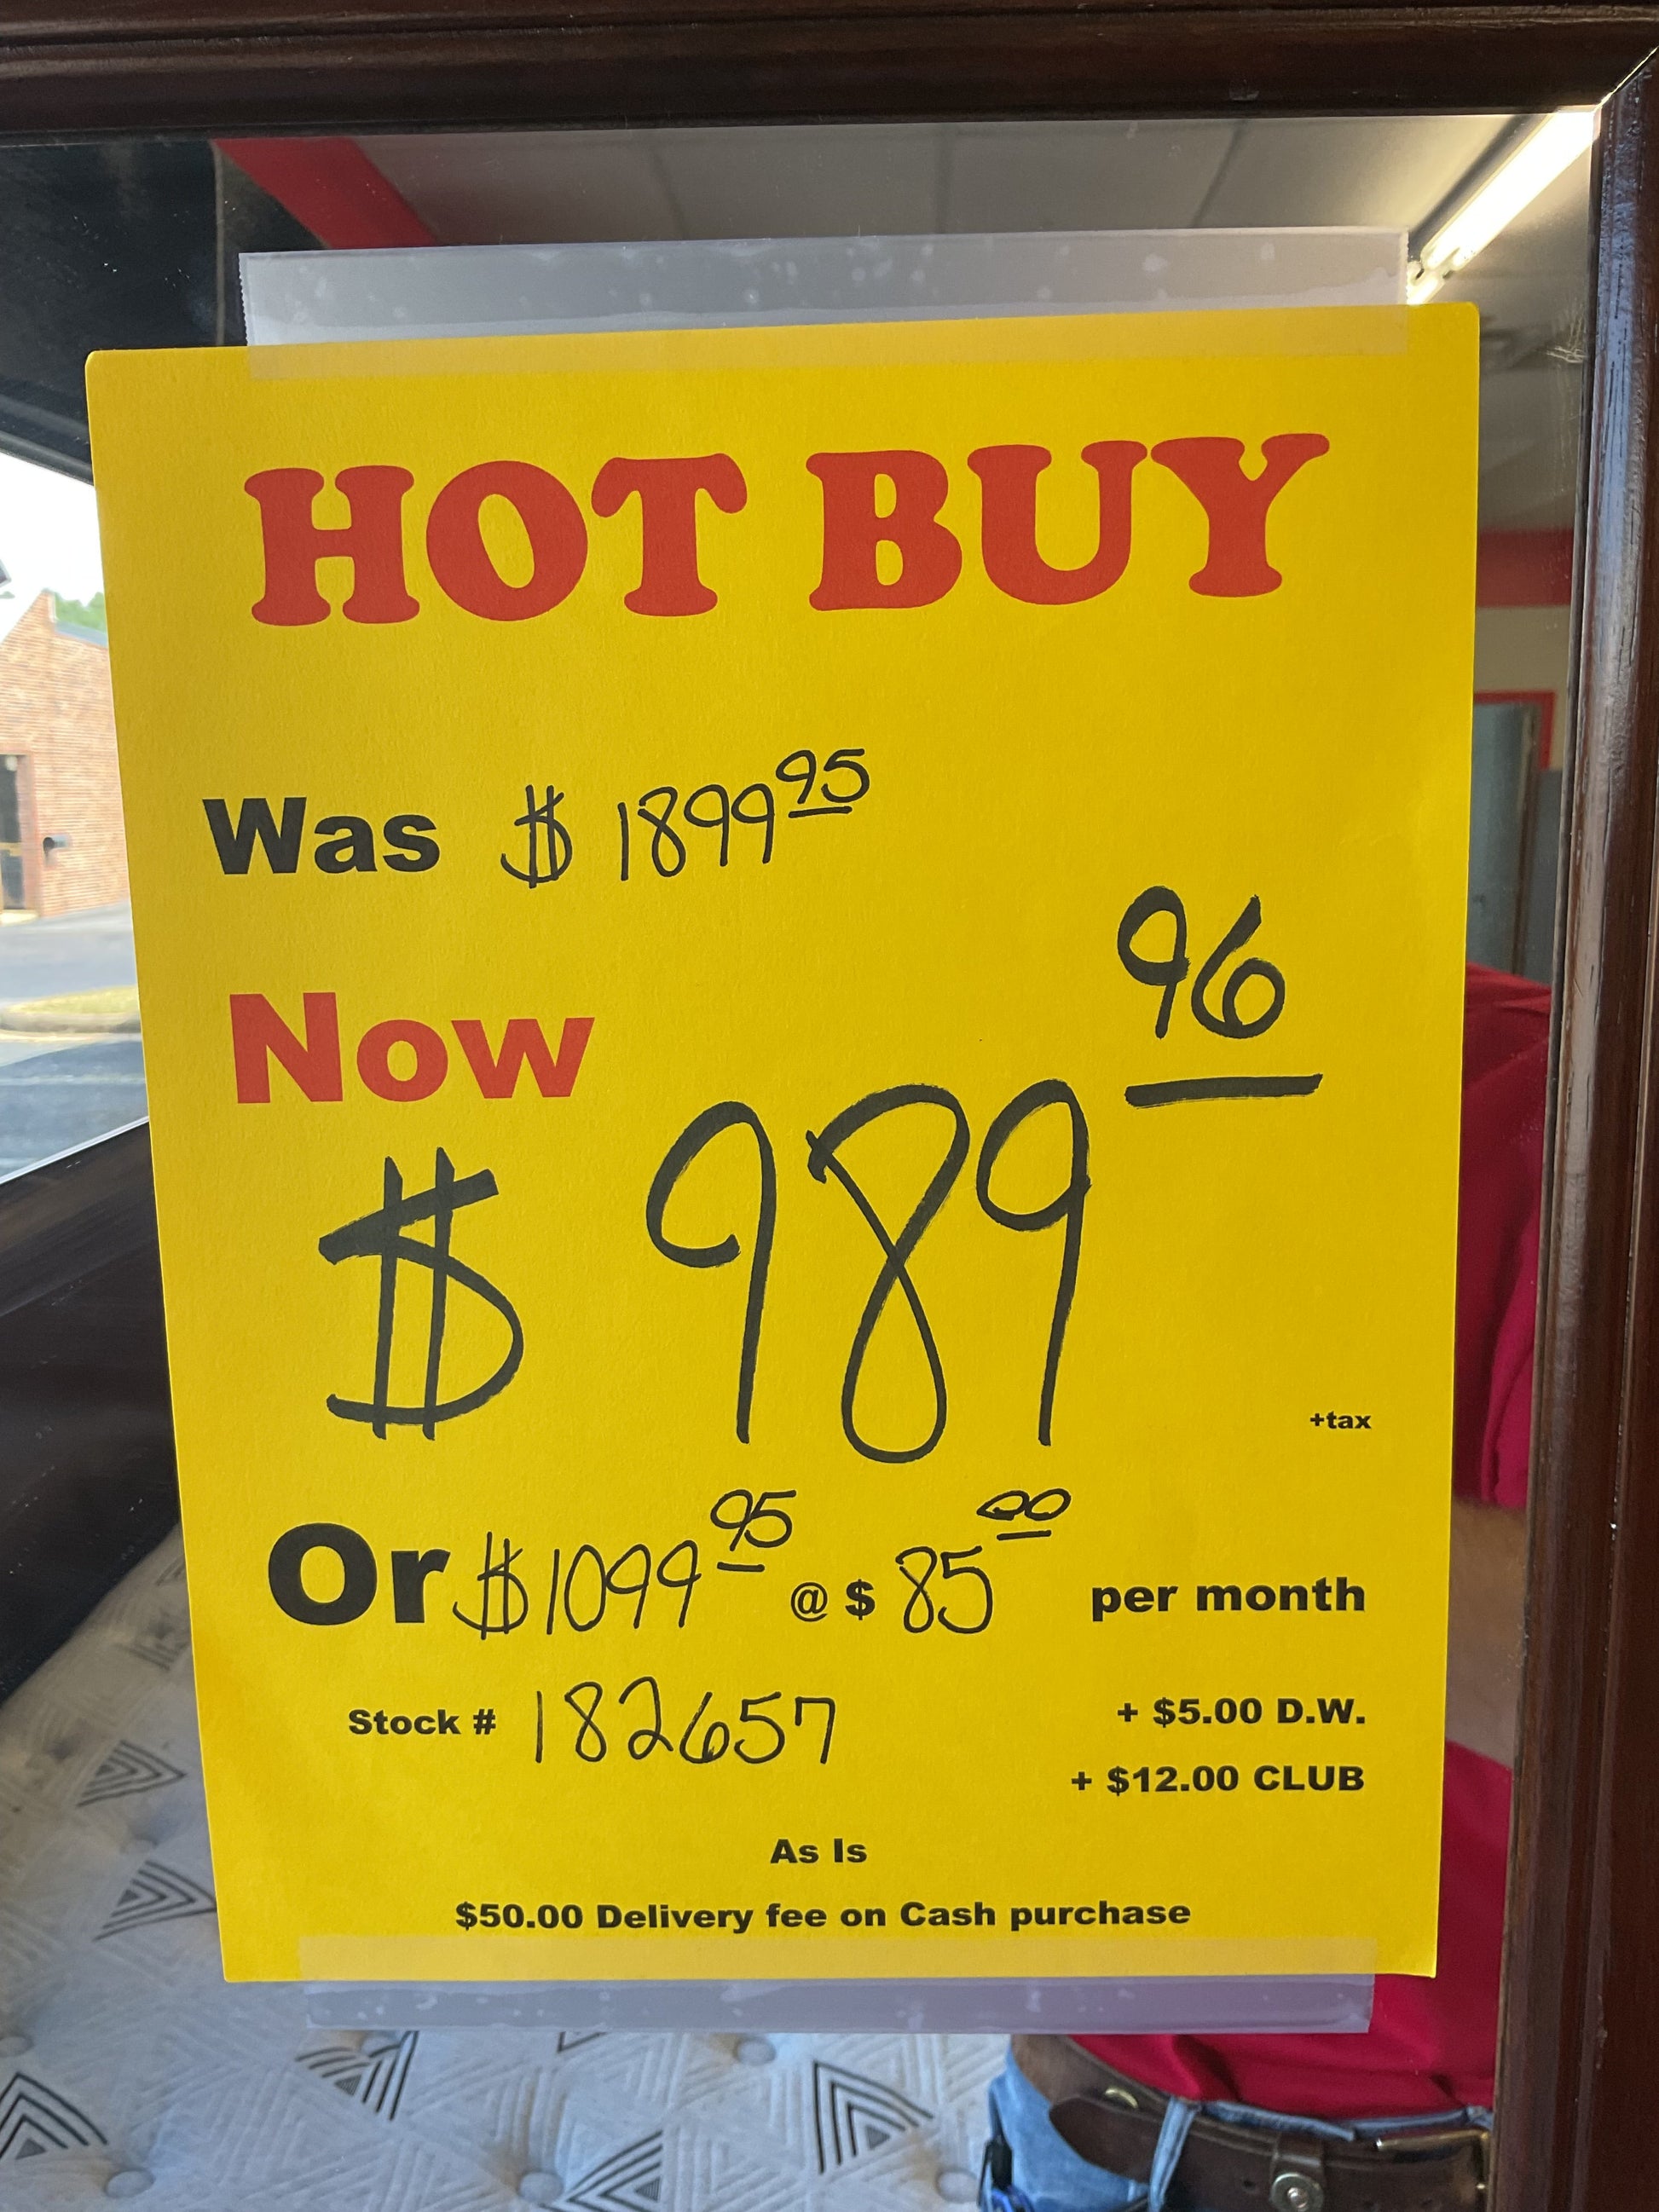 HOT BUY
Was $ 1899 95
Now
$ 989 96
+tax
Or $1099 95 @ $ 85 00 per month
Stock # 182657
+ $5.00 D.W.
+ $12.00 CLUB
As Is
$50.00 Delivery fee on Cash purchase